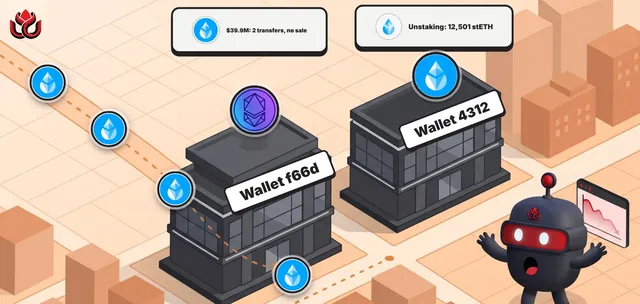 $39.9M: 2 transfers, no sale
Unstaking: 12,501 stETH
Wallet 4312
Wallet f66d